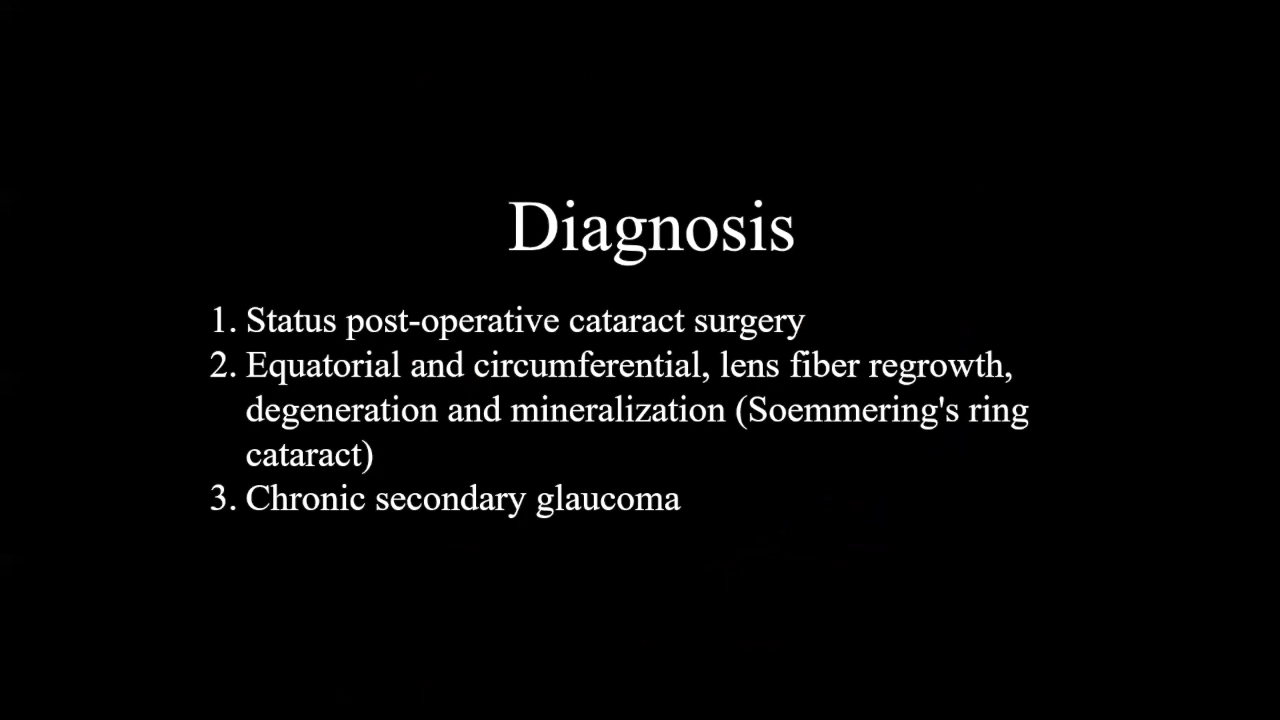 Diagnosis
1. Status post-operative cataract surgery
2. Equatorial and circumferential, lens fiber regrowth,
degeneration and mineralization (Soemmering's ring
cataract)
3. Chronic secondary glaucoma